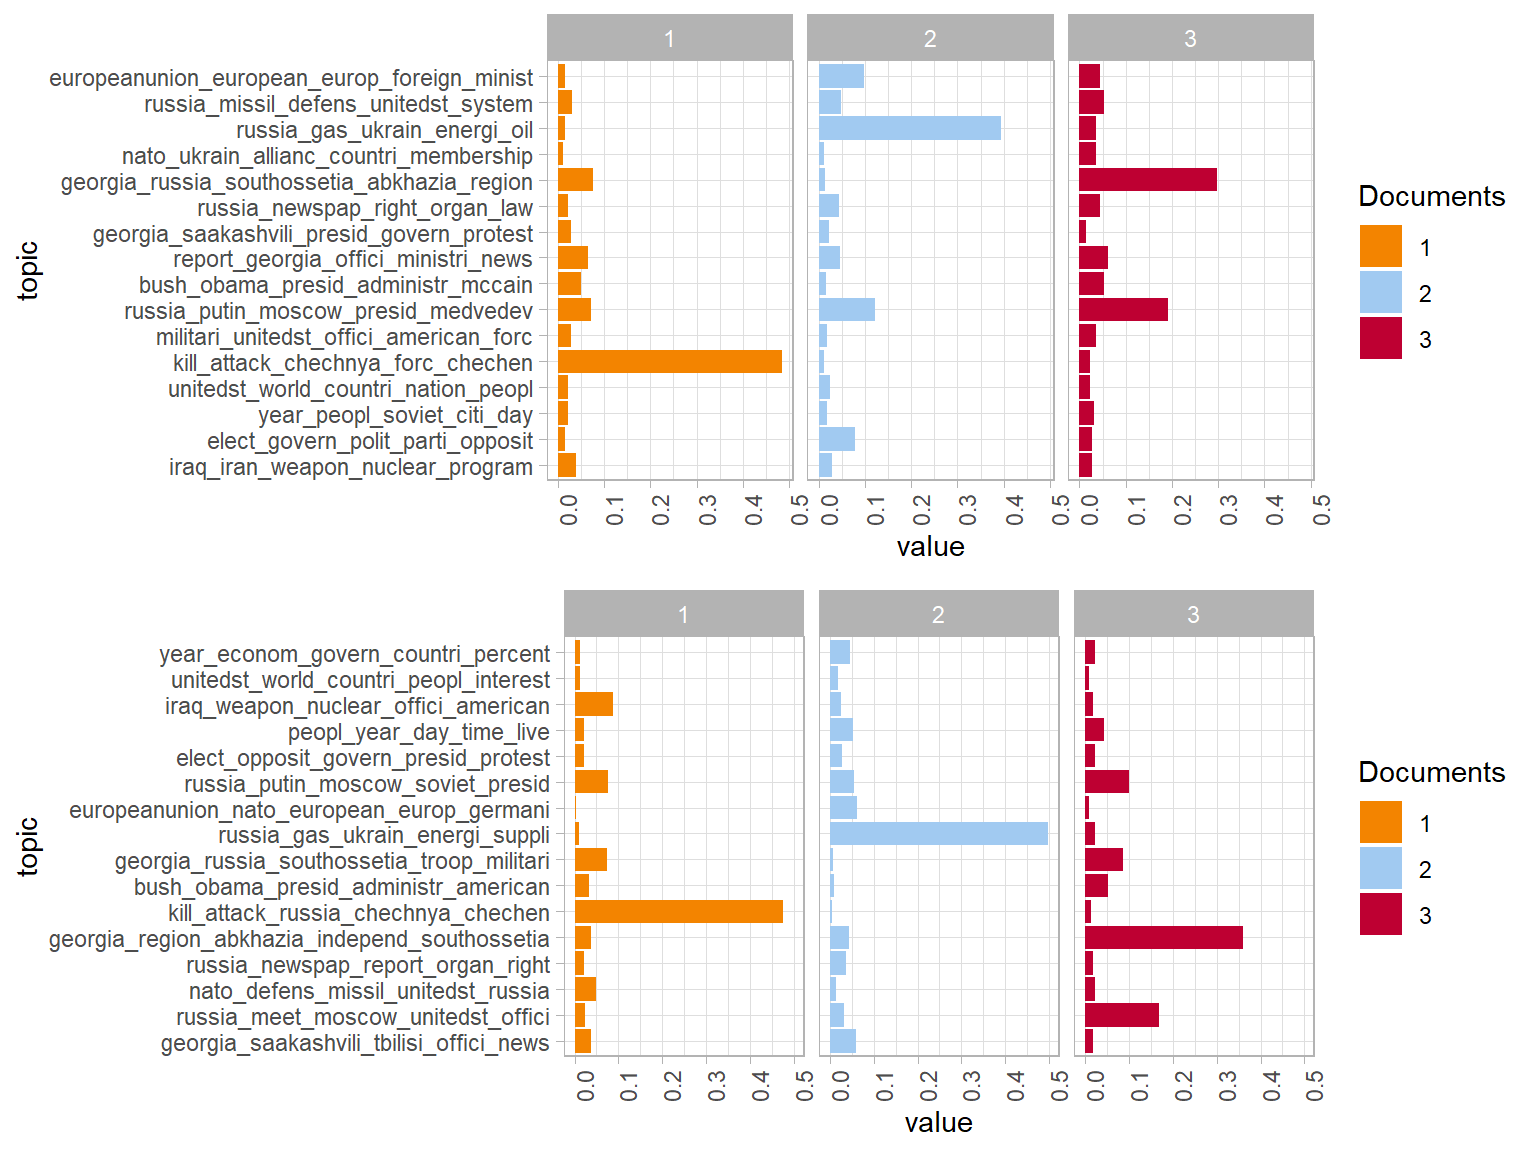 1 2 3
europeanunion_european_europ_foreign_minist
russia_missil_defens_unitedst_system
russia_gas_ukrain_energi_oil
nato_ukrain_allianc_countri_membership
georgia_russia_southossetia_abkhazia_region
russia_newspap_right_organ_law
georgia_saakashvili_presid_govern_protest
report_georgia_offici_ministri_news
bush_obama_presid_administr_mccain
russia_putin_moscow_presid_medvedev
militari_unitedst_offici_american_forc
kill_attack_chechnya_forc_chechen
unitedst_world_countri_nation_peopl
year_peopl_soviet_citi_day
elect_govern_polit_parti_opposit
iraq_iran_weapon_nuclear_program
topic
0.0 0.1 0.2 0.3 0.4 0.5 0.0 0.1 0.2 0.3 0.4 0.5 0.0 0.1 0.2 0.3 0.4 0.5
value
Documents
1
2
3
1 2 3
year_econom_govern_countri_percent
unitedst_world_countri_peopl_interest
iraq_weapon_nuclear_offici_american
peopl_year_day_time_live
elect_opposit_govern_presid_protest
russia_putin_moscow_soviet_presid
europeanunion_nato_european_europ_germani
russia_gas_ukrain_energi_suppli
georgia_russia_southossetia_troop_militari
bush_obama_presid_administr_american
kill_attack_russia_chechnya_chechen
georgia_region_abkhazia_independ_southossetia
russia_newspap_report_organ_right
nato_defens_missil_unitedst_russia
russia_meet_moscow_unitedst_offici
georgia_saakashvili_tbilisi_offici_news
topic
0.0 0.1 0.2 0.3 0.4 0.5 0.0 0.1 0.2 0.3 0.4 0.5 0.0 0.1 0.2 0.3 0.4 0.5
value
Documents
1
2
3